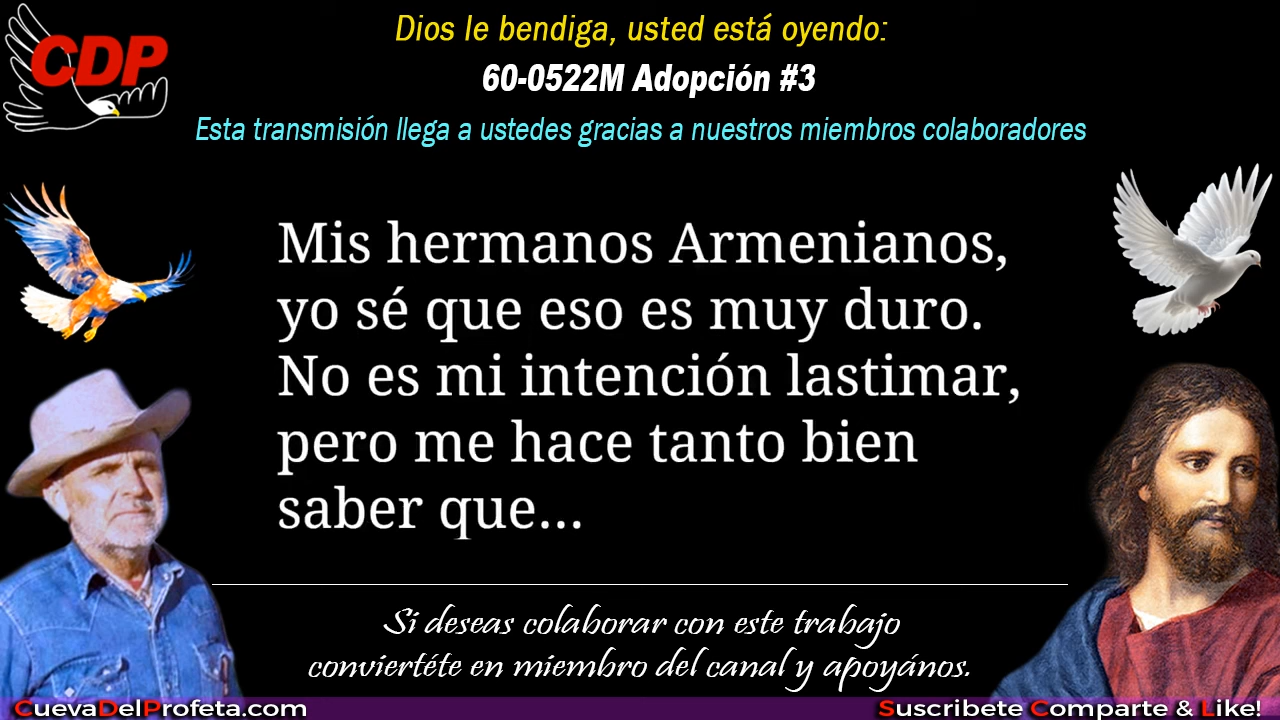 CDP
Dios le bendiga, usted está oyendo:
60-0522M Adopción #3
Esta transmisión llega a ustedes gracias a nuestros miembros colaboradores
Mis hermanos Armenianos,
yo sé que eso es muy duro.
No es mi intención lastimar,
pero me hace tanto bien
saber que...
Si deseas colaborar con este trabajo
conviertéte en miembro del canal y apoyános.
CuevaDelProfeta.com
Suscribete Comparte & Like!